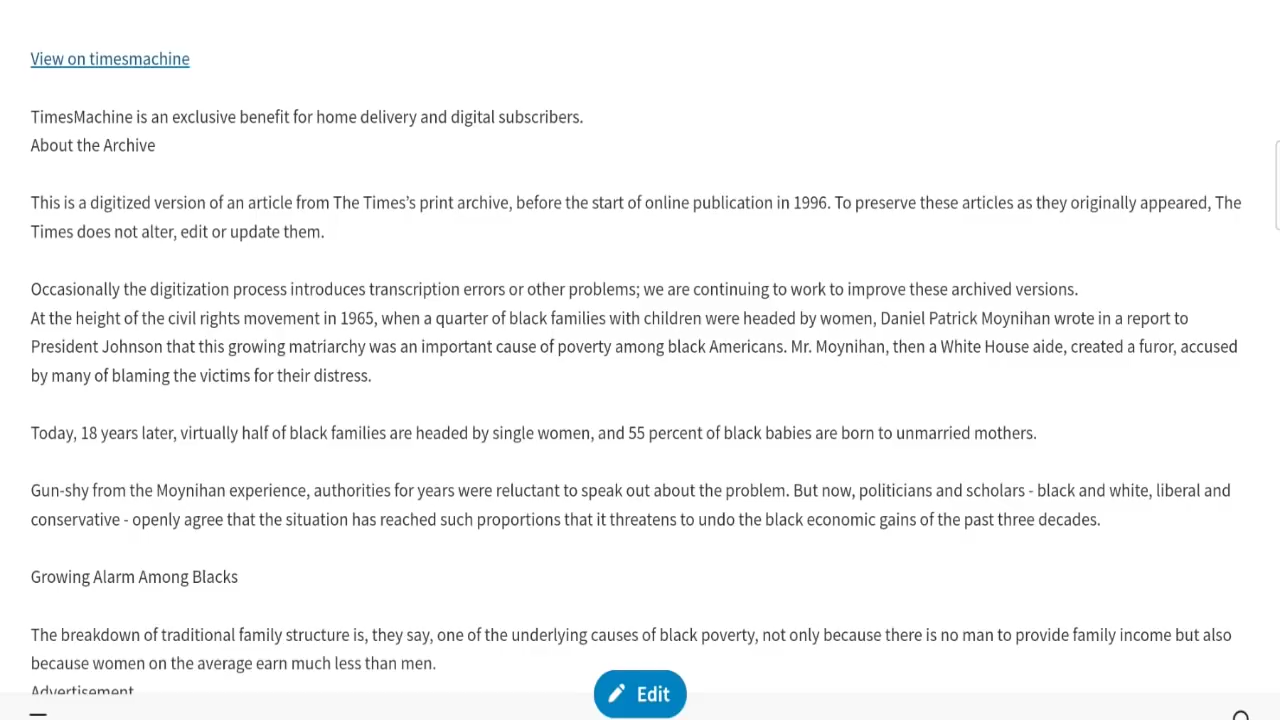 View on timesmachine
TimesMachine is an exclusive benefit for home delivery and digital subscribers.
About the Archive
This is a digitized version of an article from The Times’s print archive, before the start of online publication in 1996. To preserve these articles as they originally appeared, The
Times does not alter, edit or update them.
Occasionally the digitization process introduces transcription errors or other problems; we are continuing to work to improve these archived versions.
At the height of the civil rights movement in 1965, when a quarter of black families with children were headed by women, Daniel Patrick Moynihan wrote in a report to
President Johnson that this growing matriarchy was an important cause of poverty among black Americans. Mr. Moynihan, then a White House aide, created a furor, accused
by many of blaming the victims for their distress.
Today, 18 years later, virtually half of black families are headed by single women, and 55 percent of black babies are born to unmarried mothers.
Gun-shy from the Moynihan experience, authorities for years were reluctant to speak out about the problem. But now, politicians and scholars - black and white, liberal and
conservative - openly agree that the situation has reached such proportions that it threatens to undo the black economic gains of the past three decades.
Growing Alarm Among Blacks
The breakdown of traditional family structure is, they say, one of the underlying causes of black poverty, not only because there is no man to provide family income but also
because women on the average earn much less than men.
Advertisement
Edit